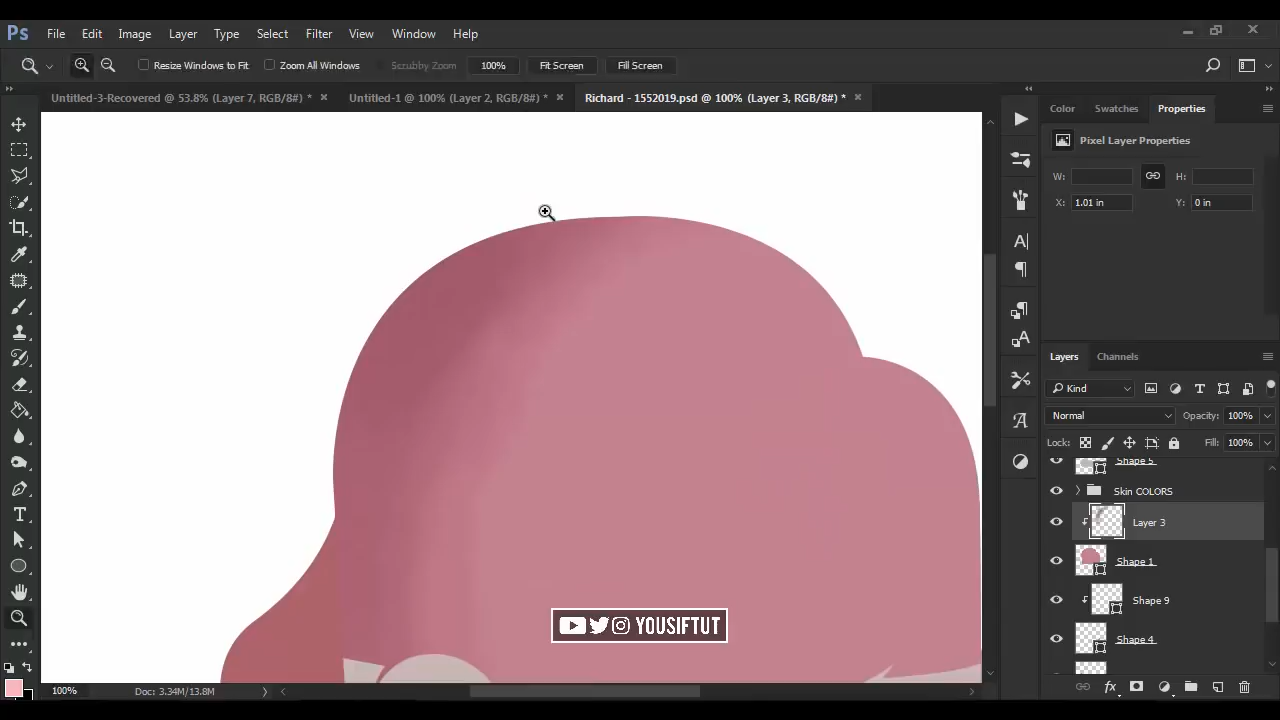 Ps File Edit Image Layer Type Select Filter View Window Help
Resize Windows to Fit Zoom All Windows Scrubby Zoom 100% Fit Screen Fill Screen
Untitled-3-Recovered @ 53.8% (Layer 7, RGB/8#) * Untitled-1 @ 100% (Layer 2, RGB/8#) * Richard - 1552019.psd @ 100% (Layer 3, RGB/8#) *
Color Swatches Properties
Pixel Layer Properties
W: H:
X: 1.01 in Y: 0 in
Layers Channels
Kind
Normal Opacity: 100%
Lock: Fill: 100%
Shape 5
Skin COLORS
Layer 3
Shape 1
Shape 9
Shape 4
YOUSIFTUT
100% Doc: 3.34M/13.8M